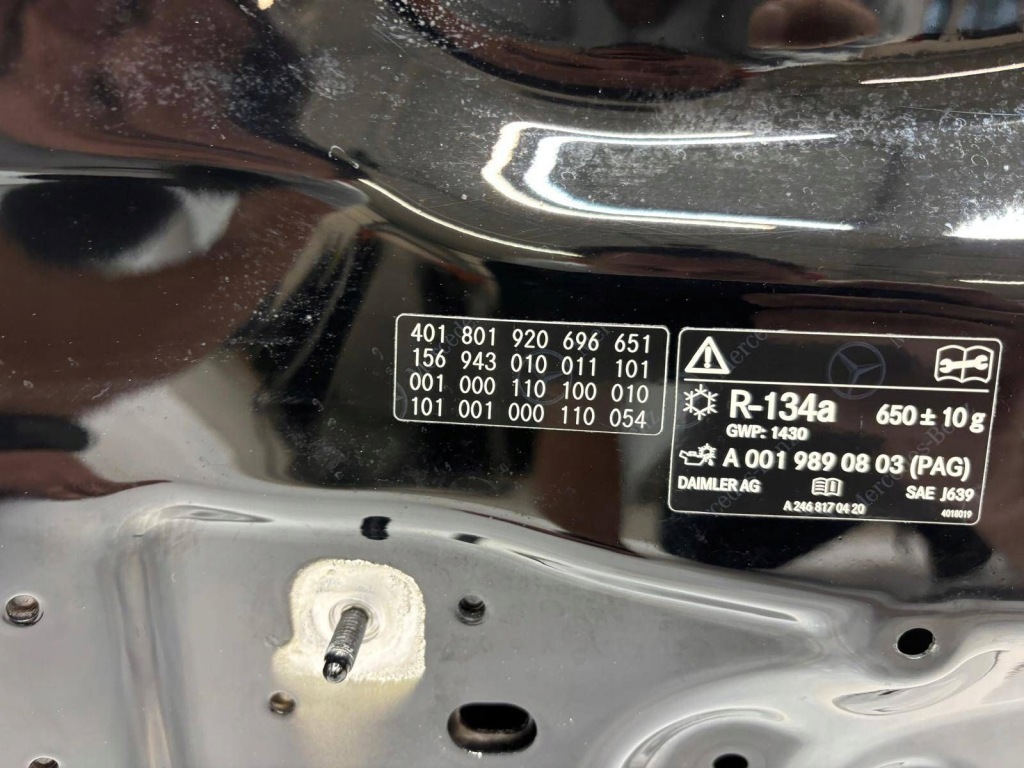 401 801 920 696 651
156 943 010 011 101
001 000 110 100 010
101 001 000 110 054
R-134a 650 ± 10 g
GWP: 1430
A 001 989 08 03 (PAG)
DAIMLER AG SAE J639
A 246 817 04 20
4018019